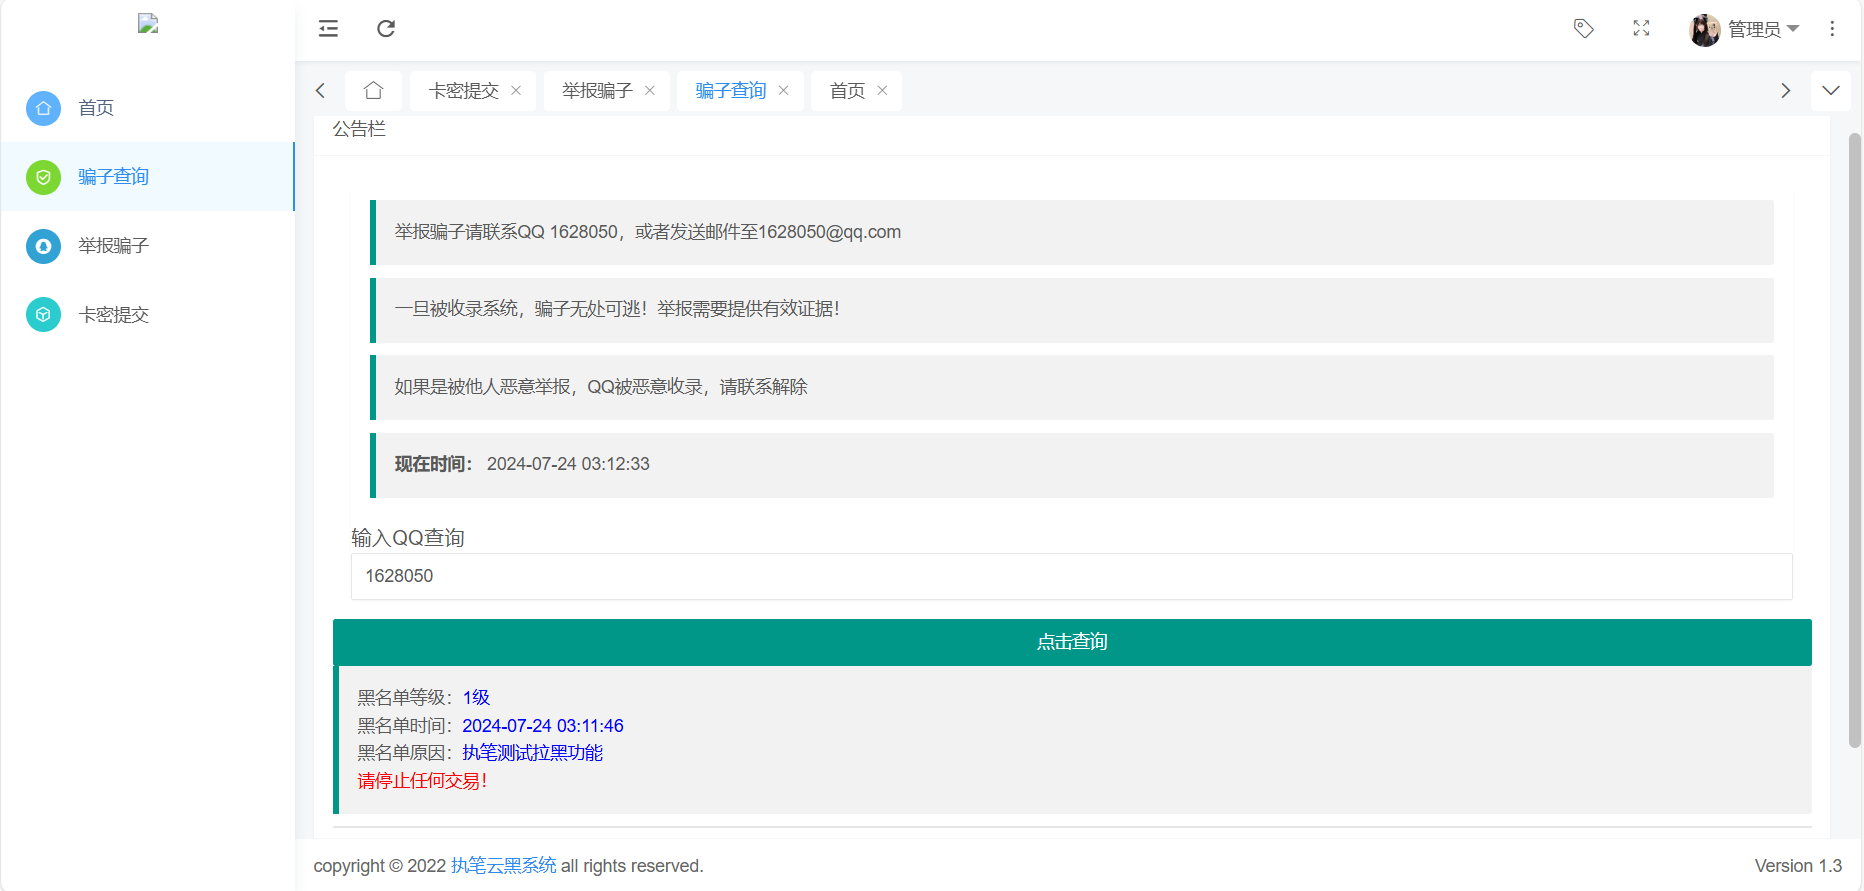 首页
骗子查询
举报骗子
卡密提交
管理员
卡密提交
举报骗子
骗子查询
首页
公告栏
举报骗子请联系QQ 1628050，或者发送邮件至1628050@qq.com
一旦被收录系统，骗子无处可逃！举报需要提供有效证据！
如果是被他人恶意举报，QQ被恶意收录，请联系解除
现在时间： 2024-07-24 03:12:33
输入QQ查询
1628050
点击查询
黑名单等级：1级
黑名单时间：2024-07-24 03:11:46
黑名单原因：执笔测试拉黑功能
请停止任何交易！
copyright © 2022 执笔云黑系统 all rights reserved.
Version 1.3